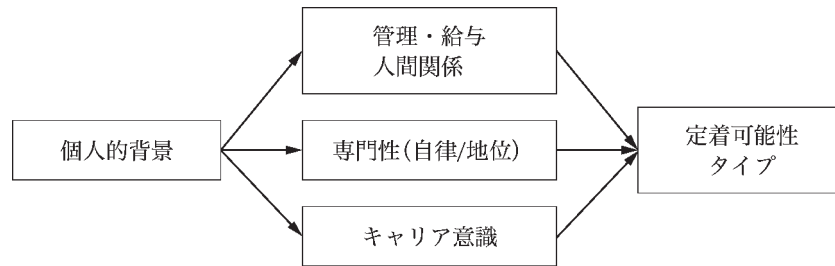 管理・給与
人間関係
個人的背景
専門性(自律/地位)
定着可能性
タイプ
キャリア意識